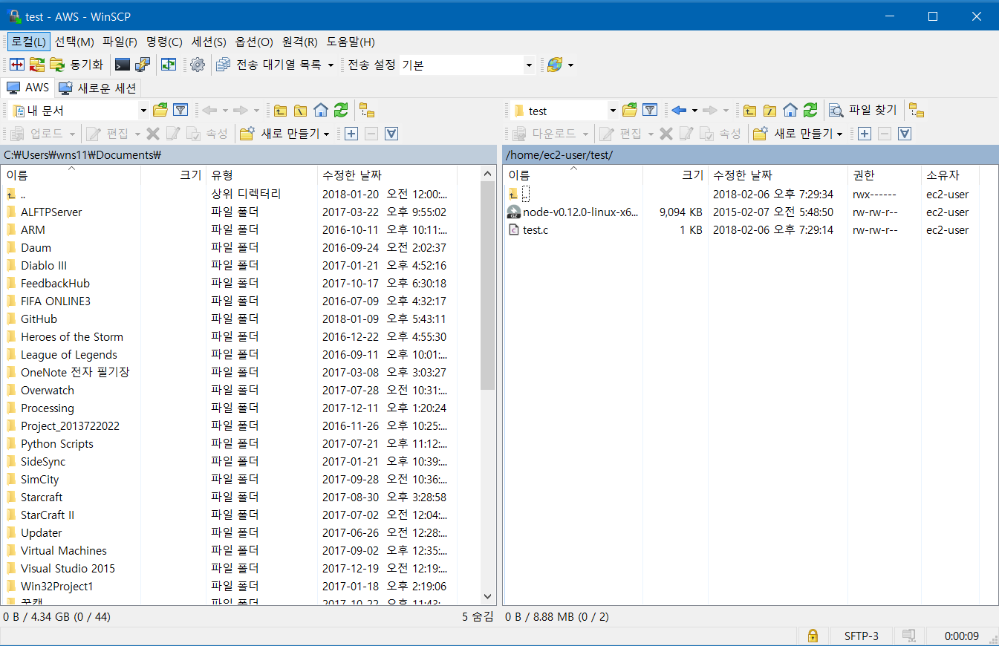 test - AWS - WinSCP
로컬(L) 선택(M) 파일(F) 명령(C) 세션(S) 옵션(O) 원격(R) 도움말(H)
동기화 전송 대기열 목록 전송 설정 기본
AWS 새로운 세션
내 문서 test 파일 찾기
업로드 편집 속성 새로 만들기 다운로드 편집 속성 새로 만들기
C:₩Users₩wns11₩Documents₩
이름 크기 유형 수정한 날짜
.. 상위 디렉터리 2018-01-20 오전 12:00:...
ALFTPServer 파일 폴더 2017-03-22 오후 9:55:02
ARM 파일 폴더 2016-10-11 오후 10:11:...
Daum 파일 폴더 2016-09-24 오전 2:02:37
Diablo III 파일 폴더 2017-01-21 오후 4:52:16
FeedbackHub 파일 폴더 2017-10-17 오후 6:30:18
FIFA ONLINE3 파일 폴더 2016-07-09 오후 4:32:17
GitHub 파일 폴더 2018-01-09 오후 5:43:11
Heroes of the Storm 파일 폴더 2016-12-22 오후 4:55:30
League of Legends 파일 폴더 2016-09-11 오후 10:01:...
OneNote 전자 필기장 파일 폴더 2017-03-08 오후 3:03:27
Overwatch 파일 폴더 2017-07-28 오전 10:31:...
Processing 파일 폴더 2017-12-11 오후 1:20:24
Project_2013722022 파일 폴더 2016-11-26 오후 10:25:...
Python Scripts 파일 폴더 2017-07-21 오후 11:12:...
SideSync 파일 폴더 2017-01-21 오후 10:39:...
SimCity 파일 폴더 2017-09-28 오전 10:36:...
Starcraft 파일 폴더 2017-08-30 오후 3:28:58
StarCraft II 파일 폴더 2017-07-02 오전 12:04:...
Updater 파일 폴더 2017-06-26 오전 12:28:...
Virtual Machines 파일 폴더 2017-09-02 오후 12:35:...
Visual Studio 2015 파일 폴더 2017-12-19 오전 12:19:...
Win32Project1 파일 폴더 2017-01-18 오후 2:19:06
파일 폴더 2017-10-22 오후 11:43:...
0 B / 4.34 GB (0 / 44) 5 숨김
/home/ec2-user/test/
이름 크기 수정한 날짜 권한 소유자
.. 2018-02-06 오후 7:29:34 rwx------ ec2-user
node-v0.12.0-linux-x6... 9,094 KB 2015-02-07 오전 5:48:50 rw-rw-r-- ec2-user
test.c 1 KB 2018-02-06 오후 7:29:14 rw-rw-r-- ec2-user
0 B / 8.88 MB (0 / 2)
SFTP-3 0:00:09